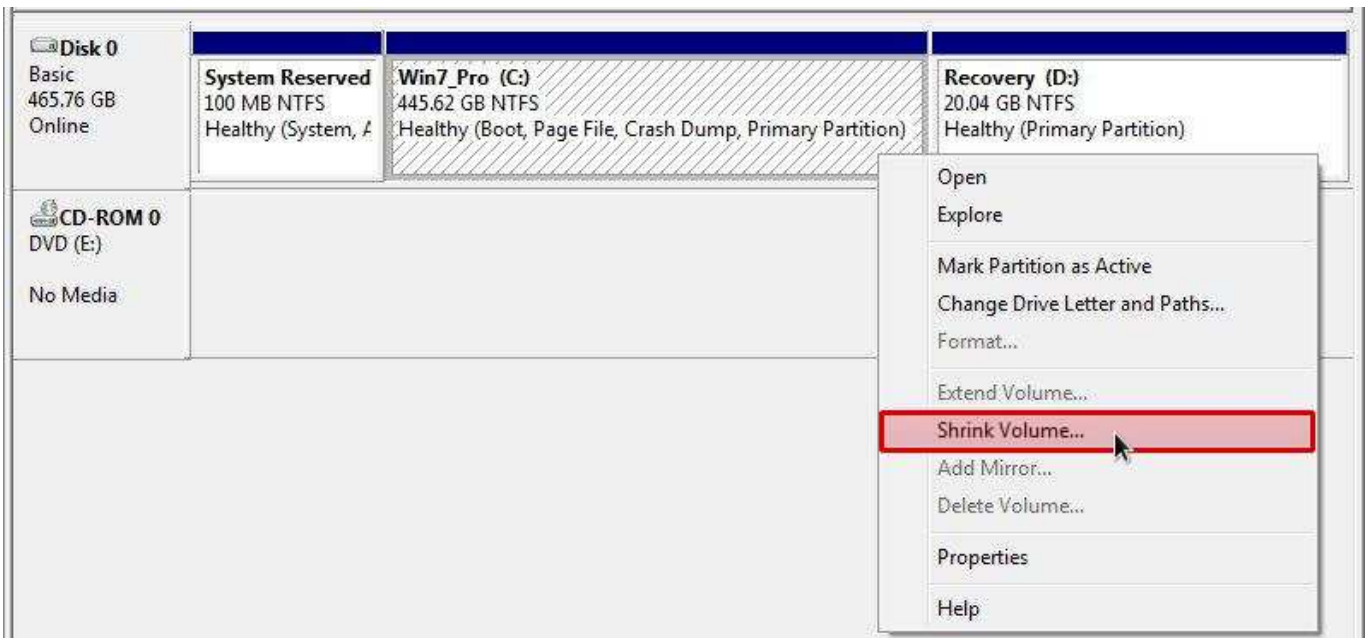 Disk 0
Basic
465.76 GB
Online
System Reserved
100 MB NTFS
Healthy (System, A
Win7_Pro (C:)
445.62 GB NTFS
Healthy (Boot, Page File, Crash Dump, Primary Partition)
Recovery (D:)
20.04 GB NTFS
Healthy (Primary Partition)
CD-ROM 0
DVD (E:)
No Media
Open
Explore
Mark Partition as Active
Change Drive Letter and Paths...
Format...
Extend Volume...
Shrink Volume...
Add Mirror...
Delete Volume...
Properties
Help